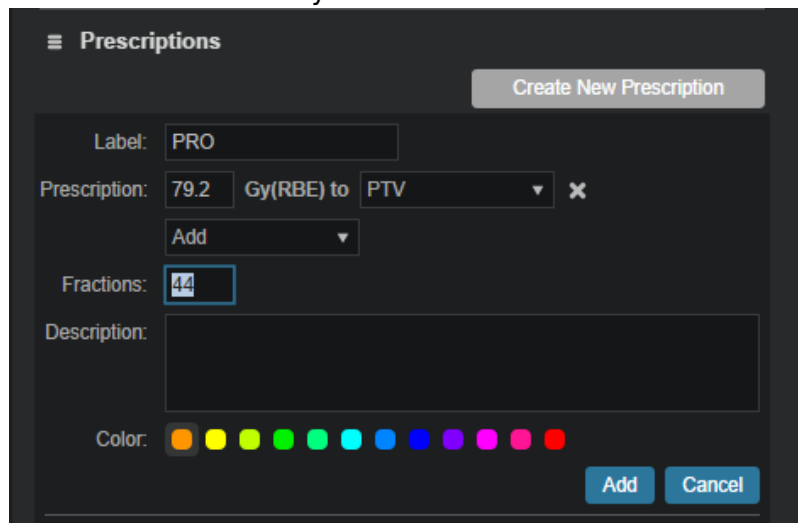 Prescriptions
Create New Prescription
Label: PRO
Prescription: 79.2 Gy(RBE) to PTV
Add
Fractions: 44
Description:
Color:
Add Cancel